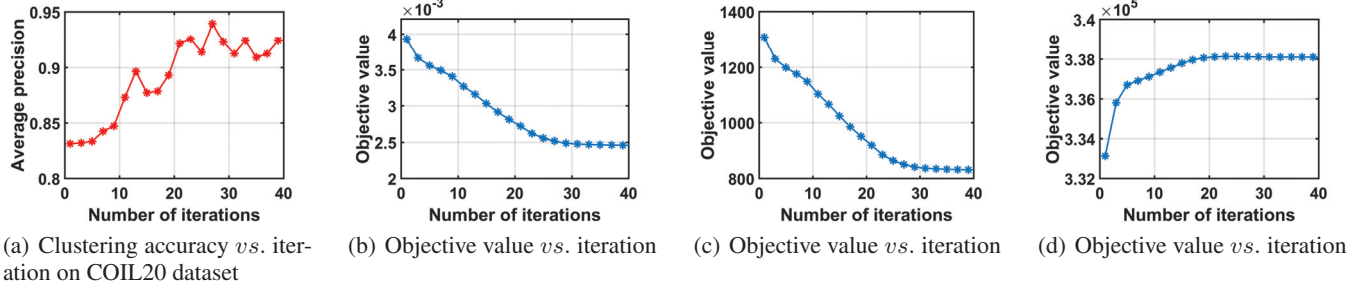 0.95
0.9
0.85
0.8
0 10 20 30 40
Average precision
Number of iterations
×10-3
4
3.5
3
2.5
2
0 10 20 30 40
Objective value
Number of iterations
1400
1200
1000
800
0 10 20 30 40
Objective value
Number of iterations
×105
3.4
3.38
3.36
3.34
3.32
0 10 20 30 40
Objective value
Number of iterations
(a) Clustering accuracy vs. iter-
ation on COIL20 dataset
(b) Objective value vs. iteration
(c) Objective value vs. iteration
(d) Objective value vs. iteration